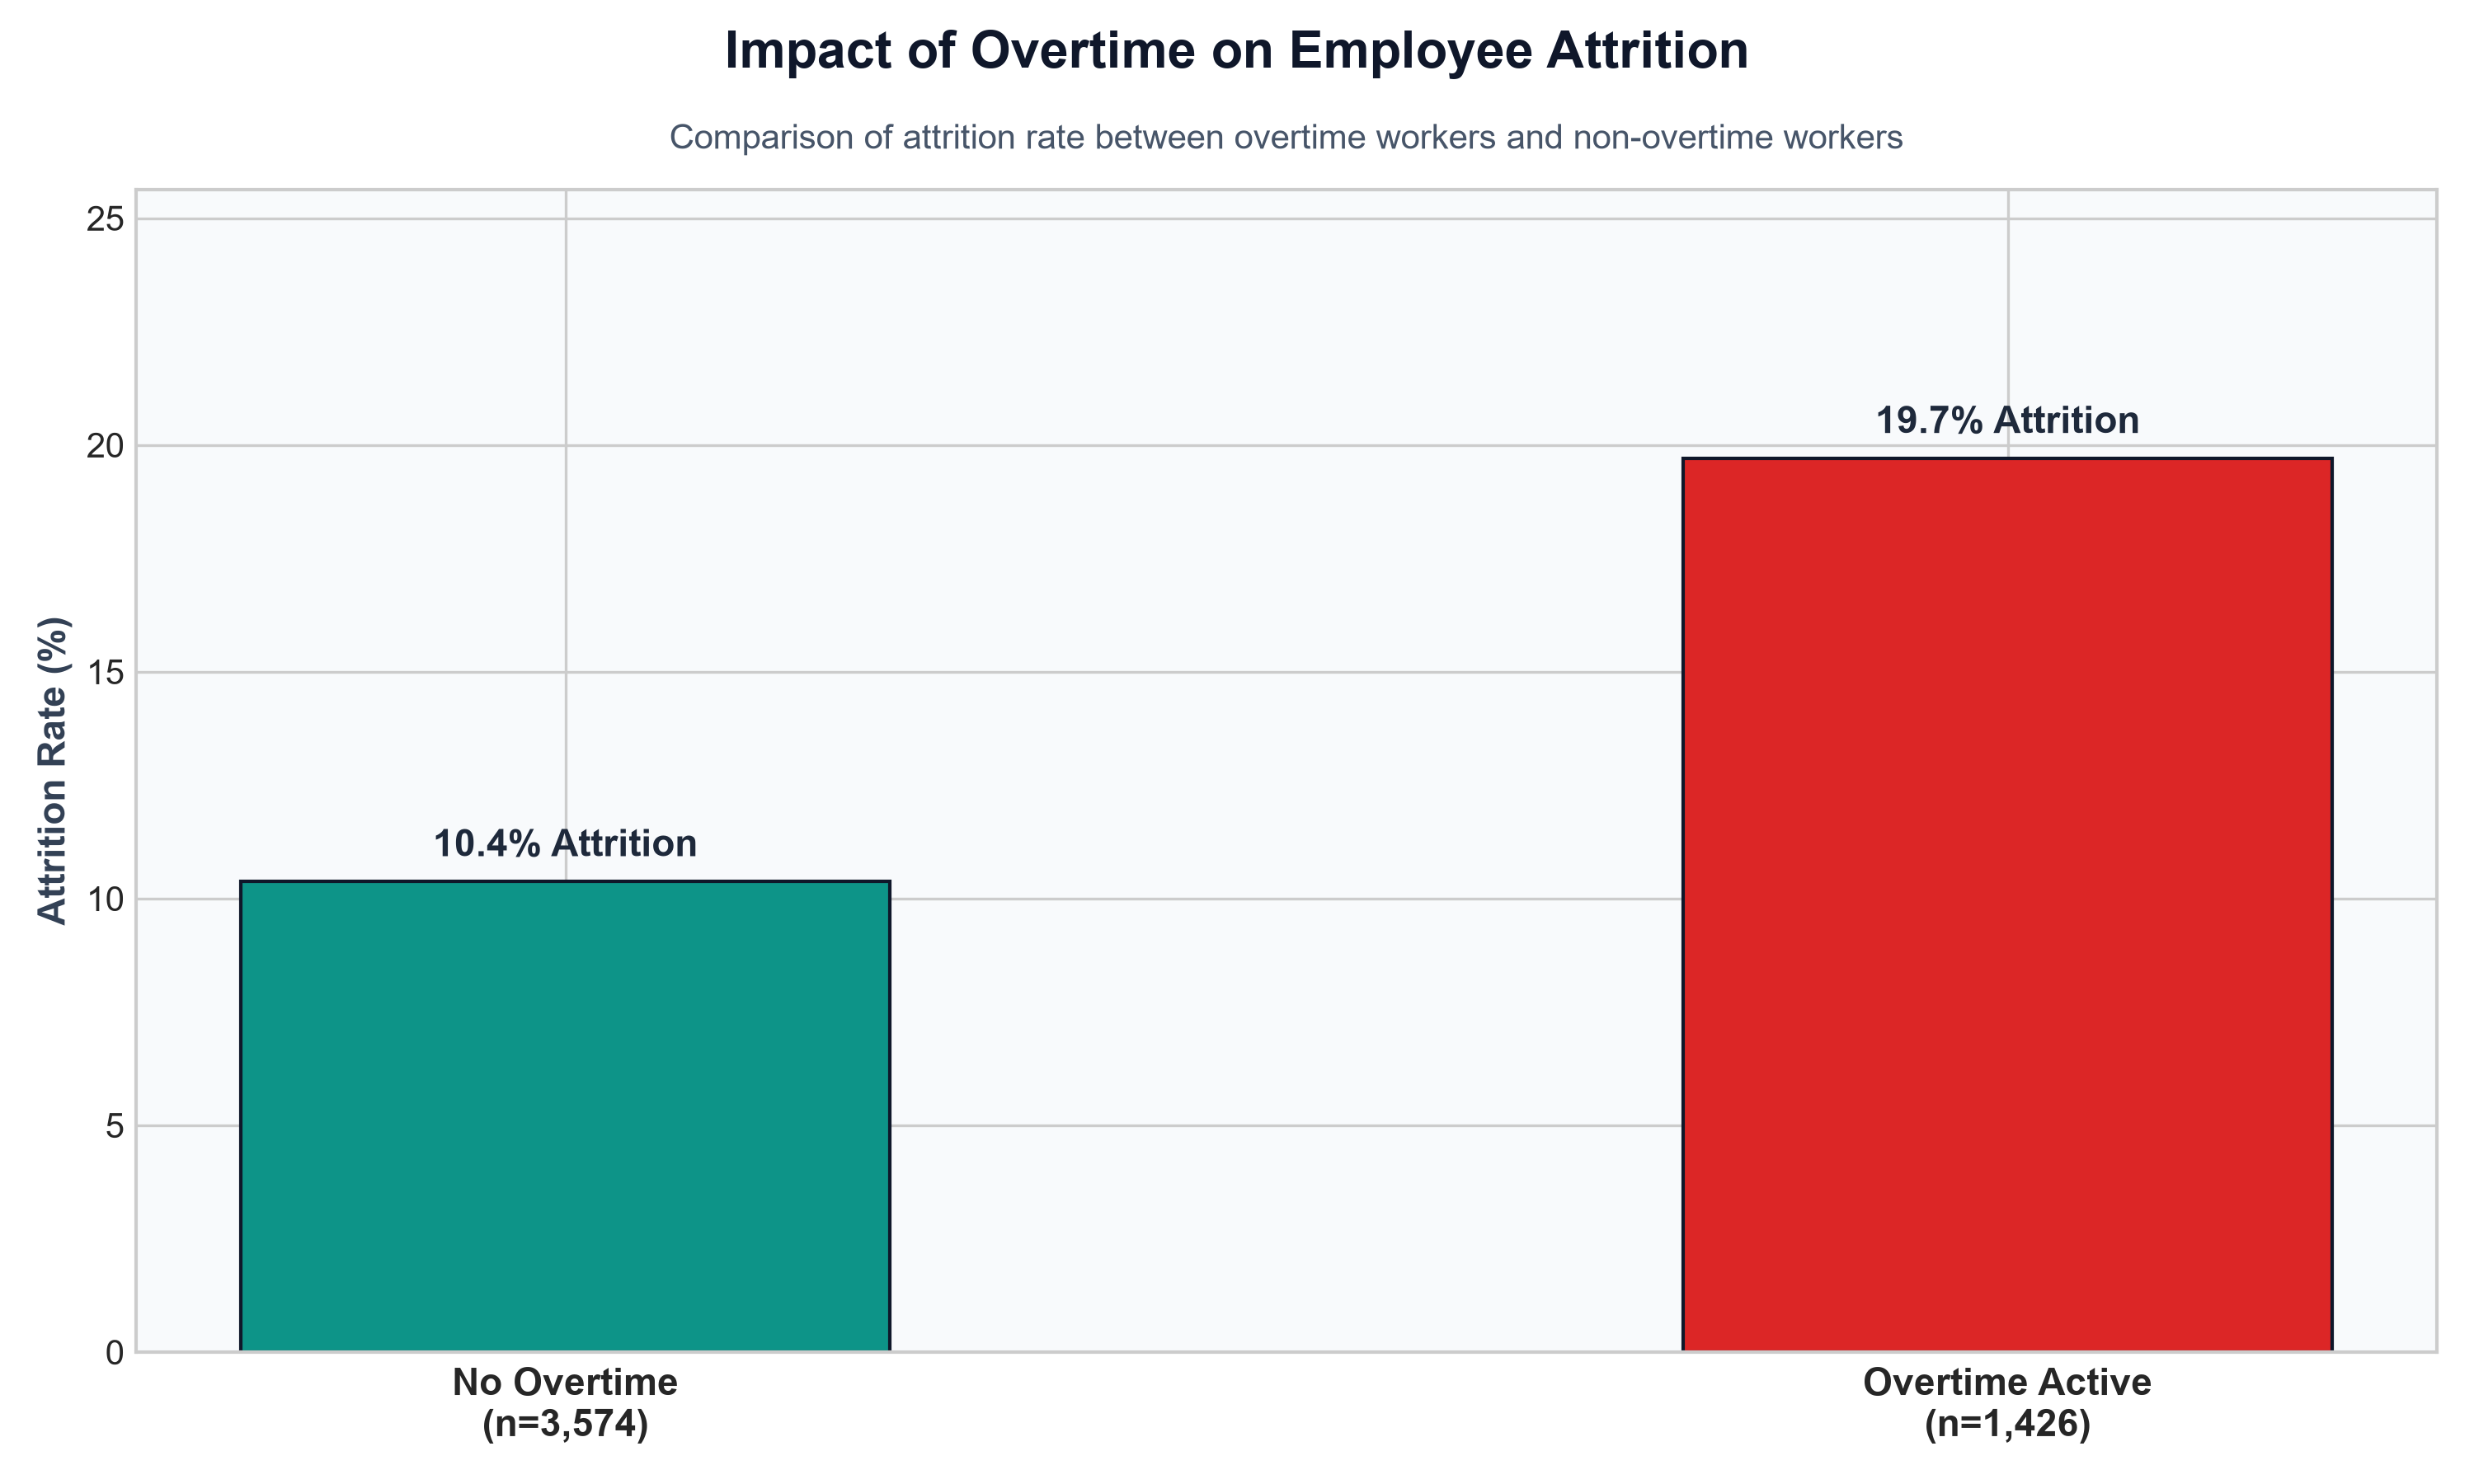 Impact of Overtime on Employee Attrition
Comparison of attrition rate between overtime workers and non-overtime workers
Attrition Rate (%)
25
20
15
10
5
0
10.4% Attrition
19.7% Attrition
No Overtime
(n=3,574)
Overtime Active
(n=1,426)